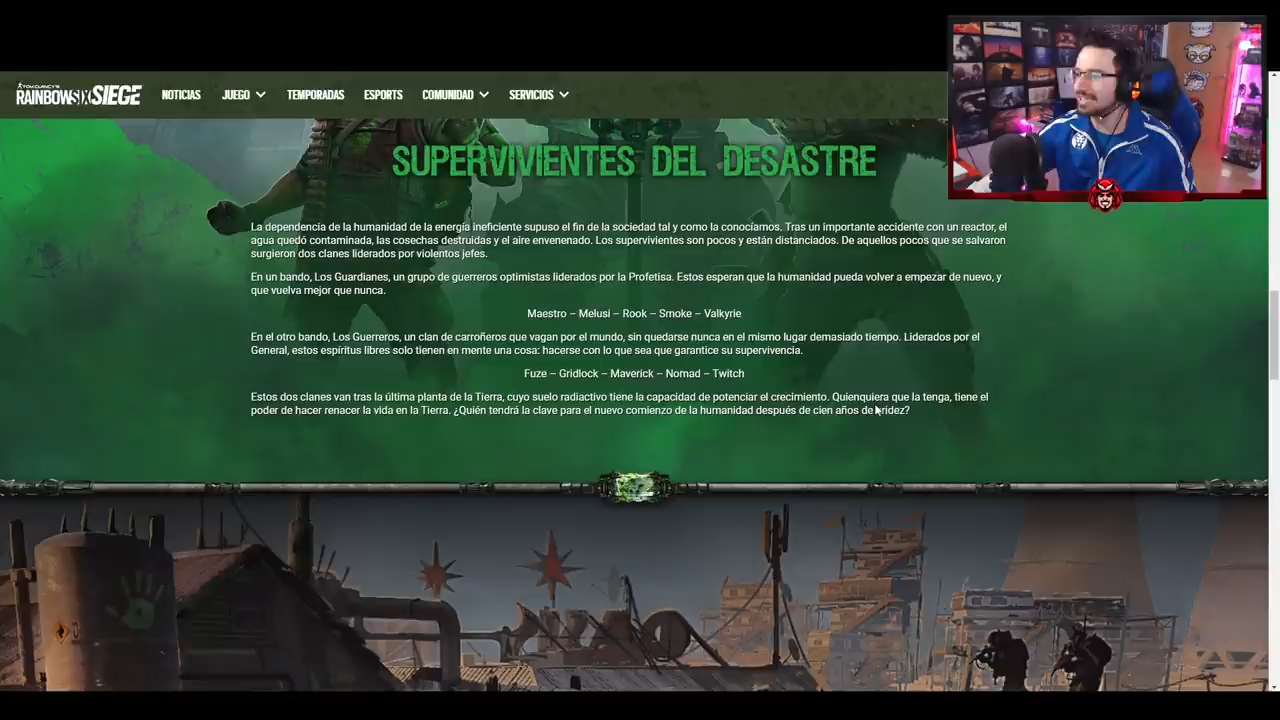 TOM CLANCY'S
RAINBOWSIX SIEGE
NOTICIAS
JUEGO
TEMPORADAS
ESPORTS
COMUNIDAD
SERVICIOS
SUPERVIVIENTES DEL DESASTRE
La dependencia de la humanidad de la energía ineficiente supuso el fin de la sociedad tal y como la conocíamos. Tras un importante accidente con un reactor, el
agua quedó contaminada, las cosechas destruidas y el aire envenenado. Los supervivientes son pocos y están distanciados. De aquellos pocos que se salvaron
surgieron dos clanes liderados por violentos jefes.
En un bando, Los Guardianes, un grupo de guerreros optimistas liderados por la Profetisa. Estos esperan que la humanidad pueda volver a empezar de nuevo, y
que vuelva mejor que nunca.
Maestro – Melusi – Rook – Smoke – Valkyrie
En el otro bando, Los Guerreros, un clan de carroñeros que vagan por el mundo, sin quedarse nunca en el mismo lugar demasiado tiempo. Liderados por el
General, estos espíritus libres solo tienen en mente una cosa: hacerse con lo que sea que garantice su supervivencia.
Fuze – Gridlock – Maverick – Nomad – Twitch
Estos dos clanes van tras la última planta de la Tierra, cuyo suelo radiactivo tiene la capacidad de potenciar el crecimiento. Quienquiera que la tenga, tiene el
poder de hacer renacer la vida en la Tierra. ¿Quién tendrá la clave para el nuevo comienzo de la humanidad después de cien años de aridez?